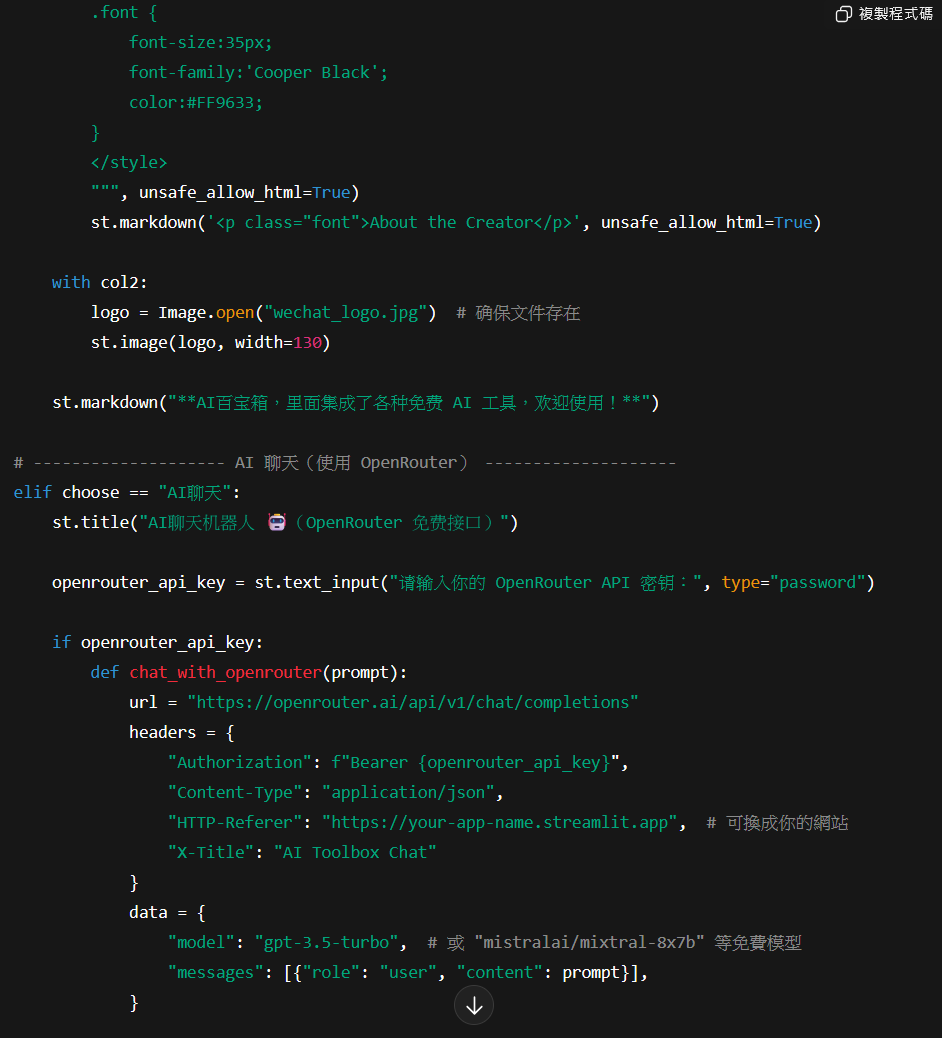 複製程式碼
.font {
font-size:35px;
font-family:'Cooper Black';
color:#FF9633;
}
</style>
""", unsafe_allow_html=True)
st.markdown('<p class="font">About the Creator</p>', unsafe_allow_html=True)
with col2:
logo = Image.open("wechat_logo.jpg")  # 确保文件存在
st.image(logo, width=130)
st.markdown("**AI百宝箱，里面集成了各种免费 AI 工具，欢迎使用！**")
# -------------------- AI 聊天（使用 OpenRouter） --------------------
elif choose == "AI聊天":
st.title("AI聊天机器人 🤖（OpenRouter 免费接口）")
openrouter_api_key = st.text_input("请输入你的 OpenRouter API 密钥：", type="password")
if openrouter_api_key:
def chat_with_openrouter(prompt):
url = "https://openrouter.ai/api/v1/chat/completions"
headers = {
"Authorization": f"Bearer {openrouter_api_key}",
"Content-Type": "application/json",
"HTTP-Referer": "https://your-app-name.streamlit.app",  # 可換成你的網站
"X-Title": "AI Toolbox Chat"
}
data = {
"model": "gpt-3.5-turbo",  # 或 "mistralai/mixtral-8x7b" 等免費模型
"messages": [{"role": "user", "content": prompt}],
}